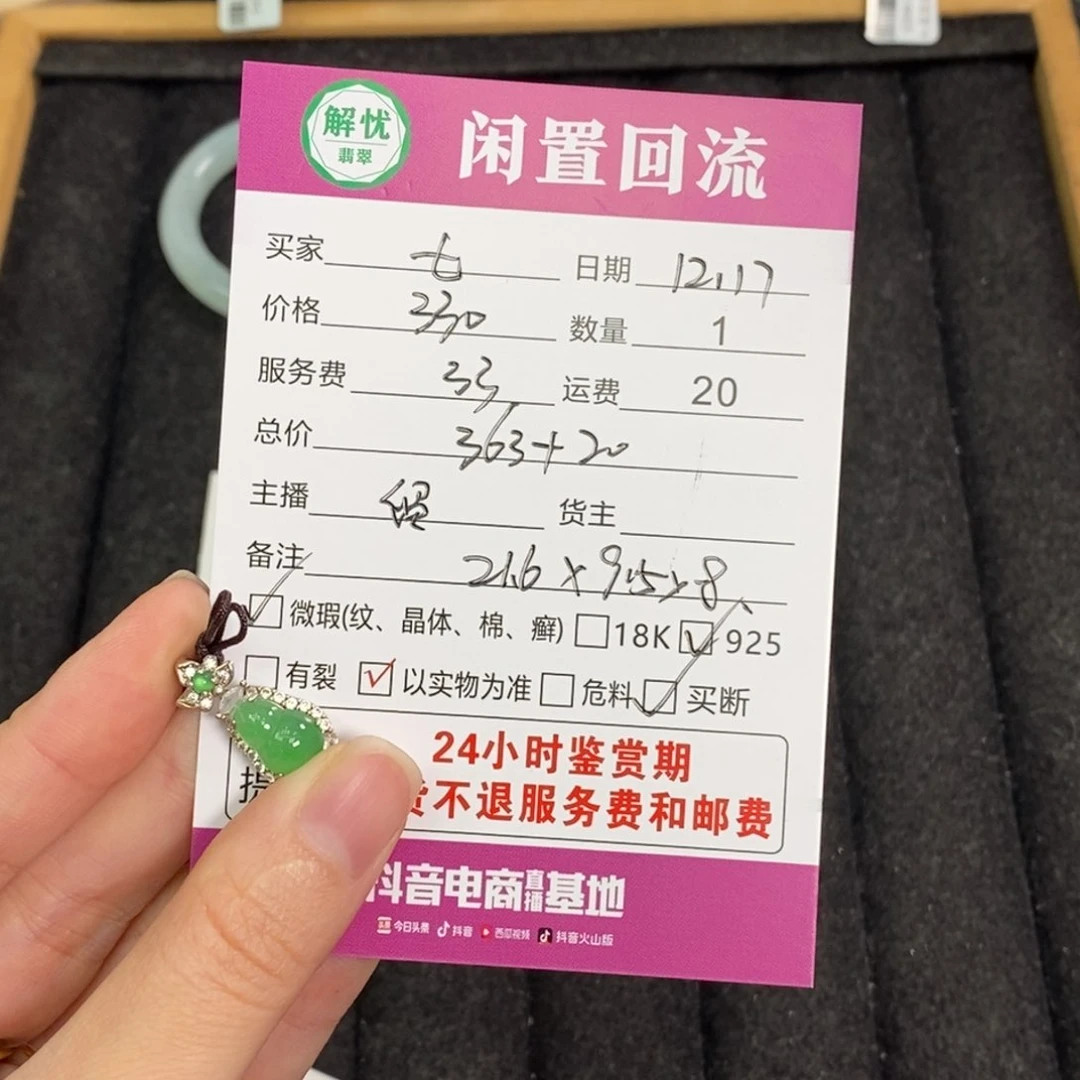 解忧
翡翠
闲置回流
买家 七 日期 12.17
价格 330 数量 1
服务费 33 运费 20
总价 363+20
主播 货主
备注 21.6×9.5×8
微瑕(纹、晶体、棉、癣) 18K 925
有裂 以实物为准 危料 买断
24小时鉴赏期
不退服务费和邮费
抖音电商直播基地
头条 今日头条 抖音 西瓜视频 抖音火山版